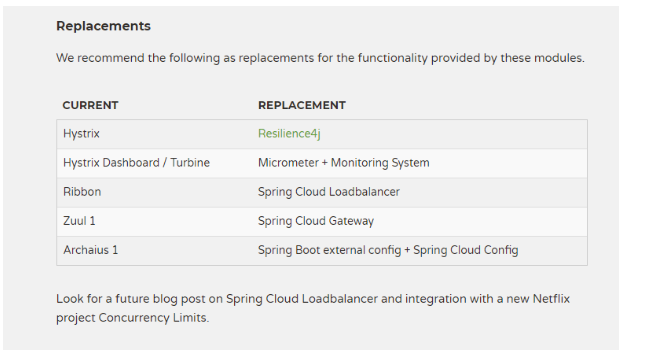 Replacements
We recommend the following as replacements for the functionality provided by these modules.
CURRENT REPLACEMENT
Hystrix Resilience4j
Hystrix Dashboard / Turbine Micrometer + Monitoring System
Ribbon Spring Cloud Loadbalancer
Zuul 1 Spring Cloud Gateway
Archaius 1 Spring Boot external config + Spring Cloud Config
Look for a future blog post on Spring Cloud Loadbalancer and integration with a new Netflix
project Concurrency Limits.